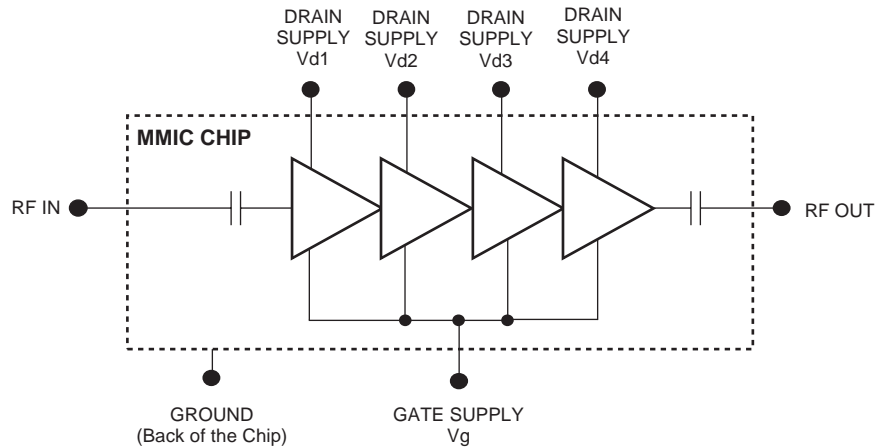 DRAIN
SUPPLY
Vd1
DRAIN
SUPPLY
Vd2
DRAIN
SUPPLY
Vd3
DRAIN
SUPPLY
Vd4
MMIC CHIP
RF IN
RF OUT
GROUND
(Back of the Chip)
GATE SUPPLY
Vg